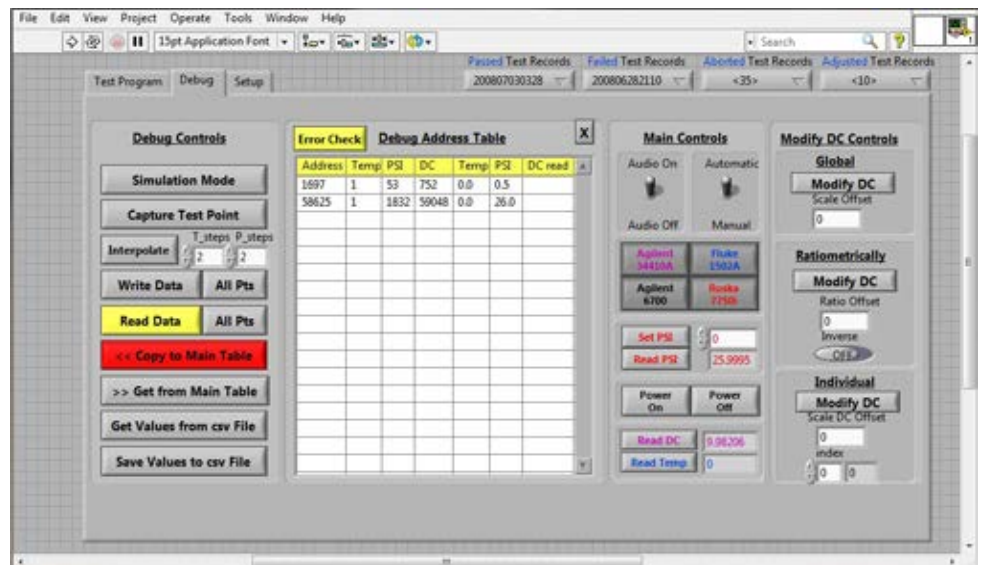 File Edit View Project Operate Tools Window Help
15pt Application Font
Search
Passed Test Records Failed Test Records Aborted Test Records Adjusted Test Records
Test Program Debug Setup
200807030328 200806282110 <35> <10>
Debug Controls
Simulation Mode
Capture Test Point
T_steps P_steps
Interpolate 2 2
Write Data All Pts
Read Data All Pts
<< Copy to Main Table
>> Get from Main Table
Get Values from csv File
Save Values to csv File
Error Check Debug Address Table X
Address Temp PSI DC Temp PSI DC read
1697 1 53 752 0.0 0.5
58625 1 1832 59048 0.0 26.0
Main Controls
Audio On Automatic
Audio Off Manual
Agilent 34410A Fluke 1502A
Agilent 6700 Ruska 7250i
Set PSI 0
Read PSI 25.9995
Power On Power Off
Read DC 9.98206
Read Temp 0
Modify DC Controls
Global
Modify DC
Scale Offset
0
Ratiometrically
Modify DC
Ratio Offset
0
Inverse
OFF
Individual
Modify DC
Scale DC Offset
0
index
0 0